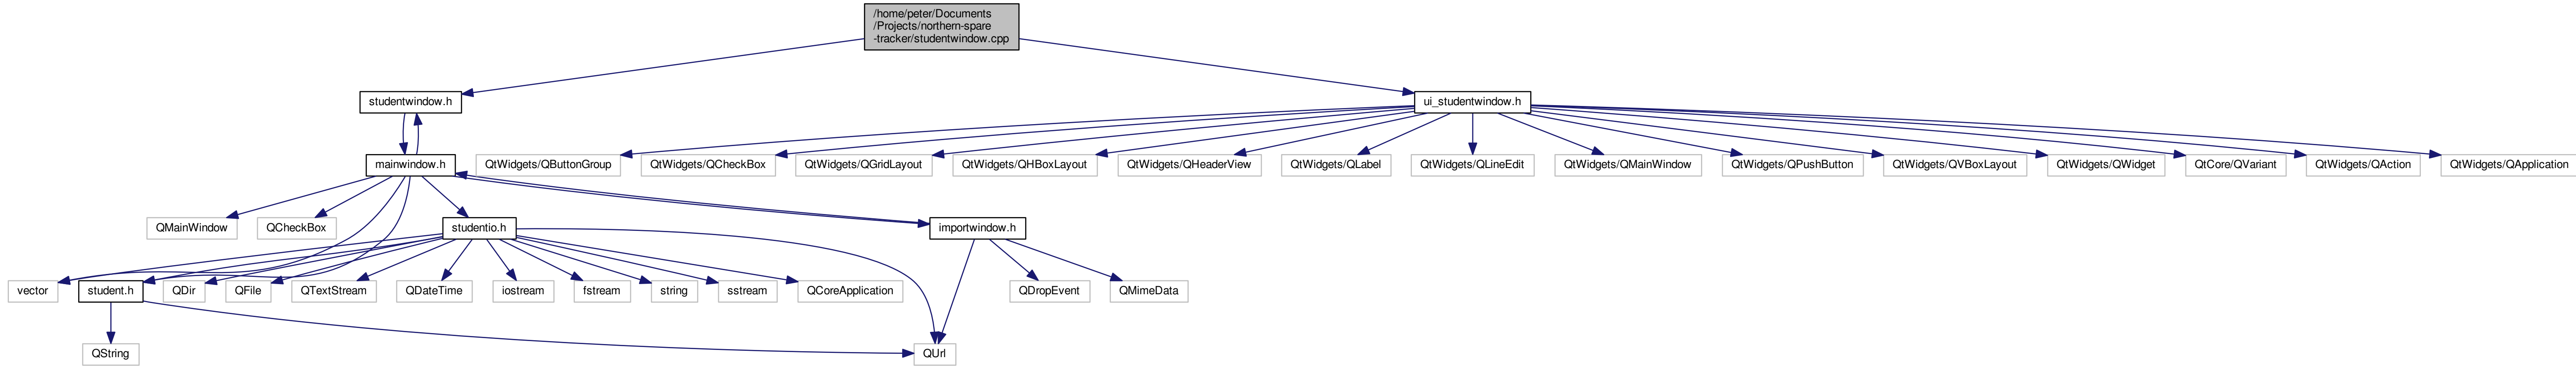 /home/peter/Documents
/Projects/northern-spare
-tracker/studentwindow.cpp
studentwindow.h
ui_studentwindow.h
mainwindow.h
QtWidgets/QButtonGroup
QtWidgets/QCheckBox
QtWidgets/QGridLayout
QtWidgets/QHBoxLayout
QtWidgets/QHeaderView
QtWidgets/QLabel
QtWidgets/QLineEdit
QtWidgets/QMainWindow
QtWidgets/QPushButton
QtWidgets/QVBoxLayout
QtWidgets/QWidget
QtCore/QVariant
QtWidgets/QAction
QtWidgets/QApplication
QMainWindow
QCheckBox
studentio.h
importwindow.h
vector
student.h
QDir
QFile
QTextStream
QDateTime
iostream
fstream
string
sstream
QCoreApplication
QDropEvent
QMimeData
QString
QUrl